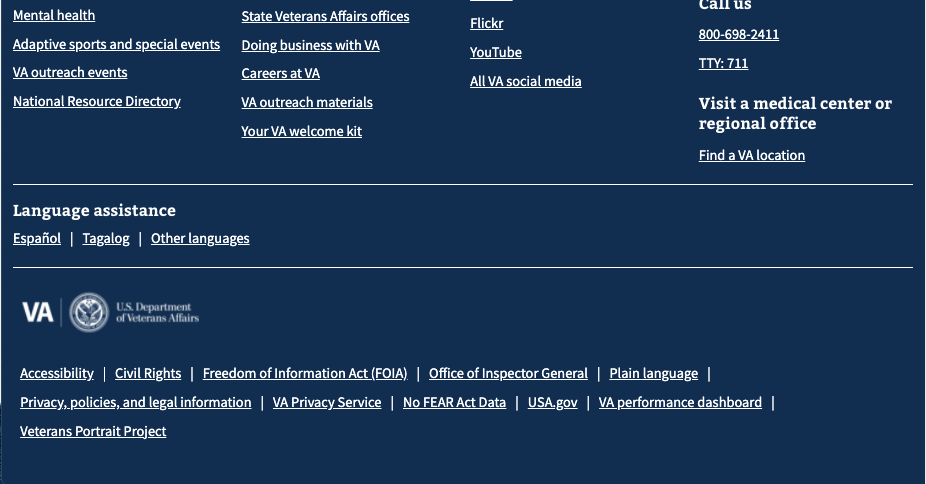 Mental health
Adaptive sports and special events
VA outreach events
National Resource Directory
State Veterans Affairs offices
Doing business with VA
Careers at VA
VA outreach materials
Your VA welcome kit
Flickr
YouTube
All VA social media
Call us
800-698-2411
TTY: 711
Visit a medical center or
regional office
Find a VA location
Language assistance
Español | Tagalog | Other languages
VA | U.S. Department
of Veterans Affairs
Accessibility | Civil Rights | Freedom of Information Act (FOIA) | Office of Inspector General | Plain language |
Privacy, policies, and legal information | VA Privacy Service | No FEAR Act Data | USA.gov | VA performance dashboard |
Veterans Portrait Project